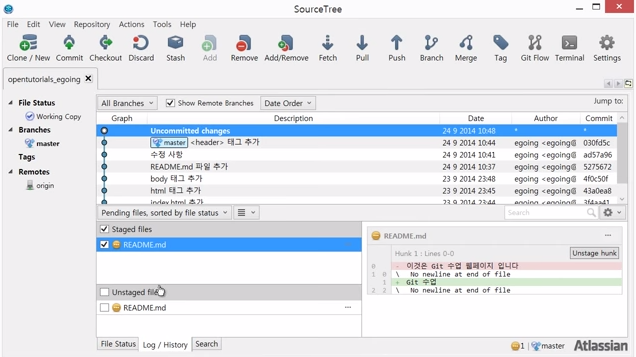 SourceTree
File Edit View Repository Actions Tools Help
Clone / New Commit Checkout Discard Stash Add Remove Add/Remove Fetch Pull Push Branch Merge Tag Git Flow Terminal Settings
opentutorials_egoing
File Status
Working Copy
Branches
master
Tags
Remotes
origin
All Branches Show Remote Branches Date Order Jump to:
Graph Description Date Author Commit
Uncommitted changes 24 9 2014 10:48 * *
master <header> 태그 추가 24 9 2014 10:44 egoing <egoing@ 030fd5c
수정 사항 24 9 2014 10:41 egoing <egoing@ ad57a96
README.md 파일 추가 24 9 2014 10:37 egoing <egoing@ 5275672
body 태그 추가 23 9 2014 23:48 egoing <egoing@ 4f0c50f
html 태그 추가 23 9 2014 23:45 egoing <egoing@ 43a0ea8
index.html 추가 23 9 2014 23:44 egoing <egoing@ 3f4aa41
Pending files, sorted by file status
Search
Staged files
README.md
Unstaged files
README.md
README.md
Hunk 1 : Lines 0-0 Unstage hunk
0 - 이것은 Git 수업 웹페이지 입니다
1 0 \ No newline at end of file
1 + Git 수업
2 2 \ No newline at end of file
File Status Log / History Search
1 master Atlassian